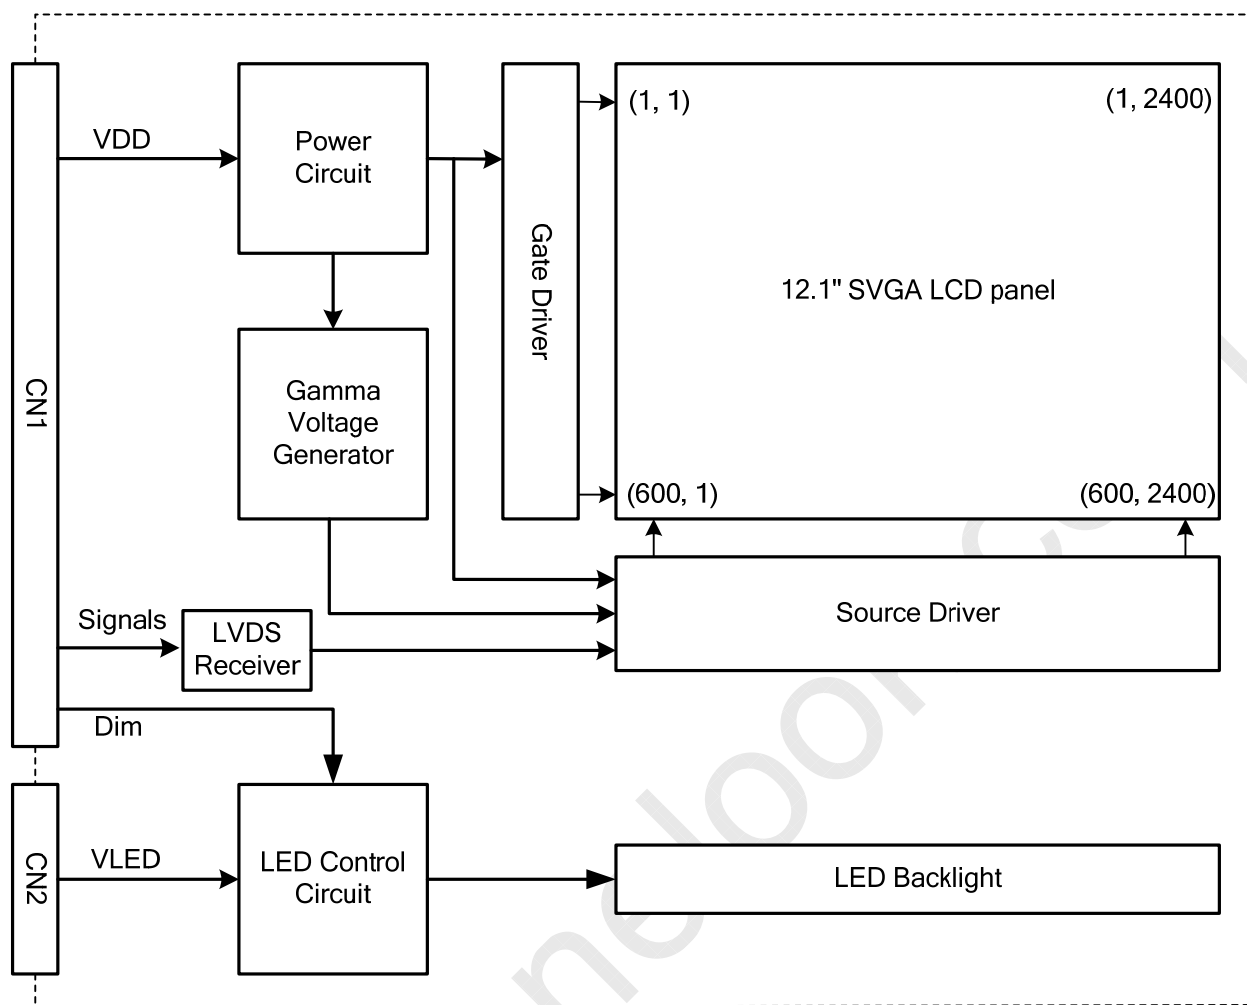 CN1
VDD
Power
Circuit
Gate Driver
(1, 1)
(1, 2400)
12.1" SVGA LCD panel
(600, 1)
(600, 2400)
Gamma
Voltage
Generator
Signals
LVDS
Receiver
Source Driver
Dim
CN2
VLED
LED Control
Circuit
LED Backlight